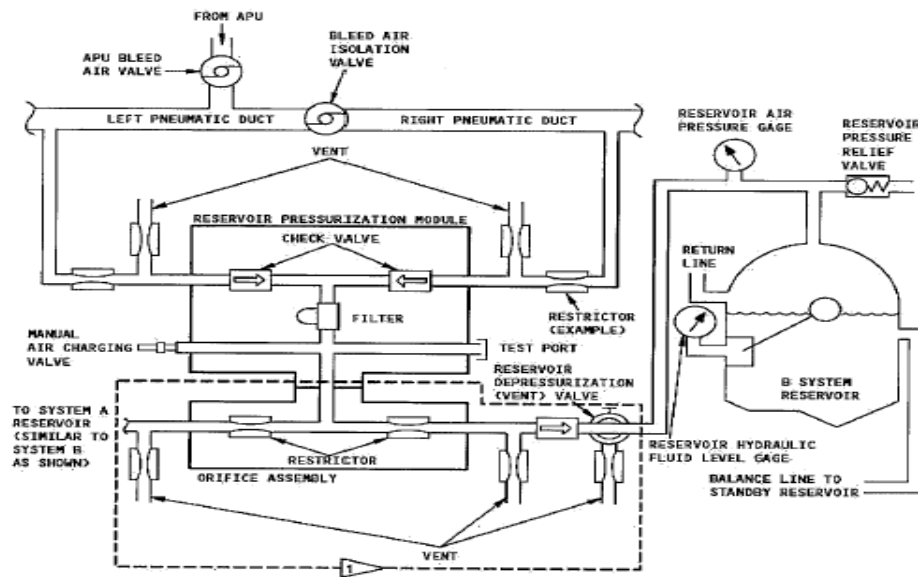 FROM APU
APU BLEED
AIR VALVE
BLEED AIR
ISOLATION
VALVE
LEFT PNEUMATIC DUCT
RIGHT PNEUMATIC DUCT
RESERVOIR AIR
PRESSURE GAGE
RESERVOIR
PRESSURE
RELIEF
VALVE
VENT
RESERVOIR PRESSURIZATION MODULE
CHECK VALVE
RETURN
LINE
FILTER
RESTRICTOR
(EXAMPLE)
MANUAL
AIR CHARGING
VALVE
TEST PORT
RESERVOIR
DEPRESSURIZATION
(VENT) VALVE
B SYSTEM
RESERVOIR
TO SYSTEM A
RESERVOIR
(SIMILAR TO
SYSTEM B
AS SHOWN)
RESTRICTOR
ORIFICE ASSEMBLY
RESERVOIR HYDRAULIC
FLUID LEVEL GAGE
BALANCE LINE TO
STANDBY RESERVOIR
VENT
1